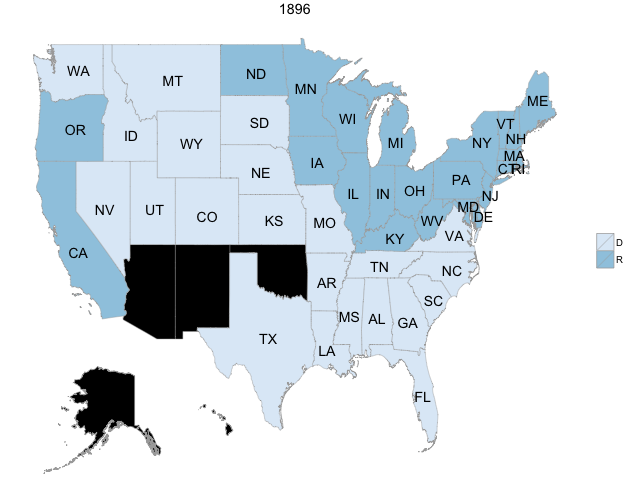 1896
WA
MT
ND
MN
ME
OR
ID
WY
SD
WI
MI
NY
VT
NH
MA
CT
RI
NE
IA
PA
NJ
NV
UT
CO
KS
MO
IL
IN
OH
WV
MD
DE
VA
CA
KY
TN
NC
AR
SC
TX
LA
MS
AL
GA
FL
D
R